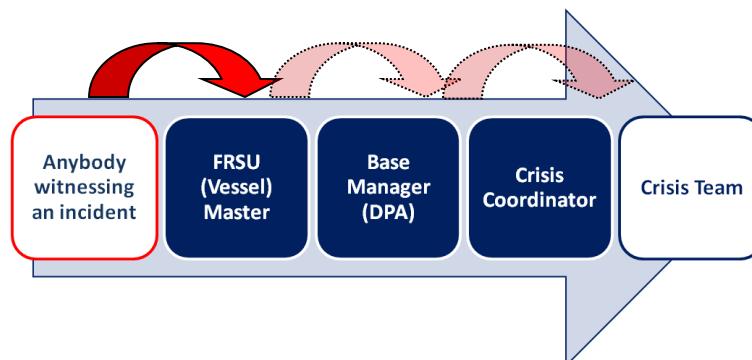 Anybody
witnessing
an incident
FRSU
(Vessel)
Master
Base
Manager
(DPA)
Crisis
Coordinator
Crisis Team